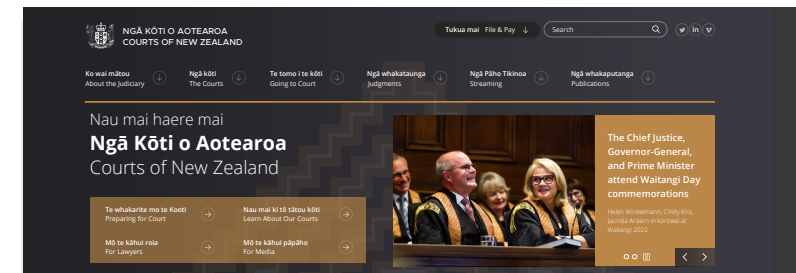 NGĀ KŌTI O AOTEAROA
COURTS OF NEW ZEALAND
Tukua mai File & Pay
Search
Ko wai mātou
About the Judiciary
Ngā kōti
The Courts
Te tomo i te kōti
Going to Court
Ngā whakataunga
Judgments
Ngā Pāho Tikinoa
Streaming
Ngā whakaputanga
Publications
Nau mai haere mai
Ngā Kōti o Aotearoa
Courts of New Zealand
Te whakarite mo te Kooti
Preparing for Court
Nau mai ki tō tātou kōti
Learn About Our Courts
Mō te kāhui roia
For Lawyers
Mō te kāhui pāpāho
For Media
The Chief Justice,
Governor-General,
and Prime Minister
attend Waitangi Day
commemorations
Helen Winkelmann, Cindy Kiro,
Jacinda Ardern in korowai at
Waitangi 2022